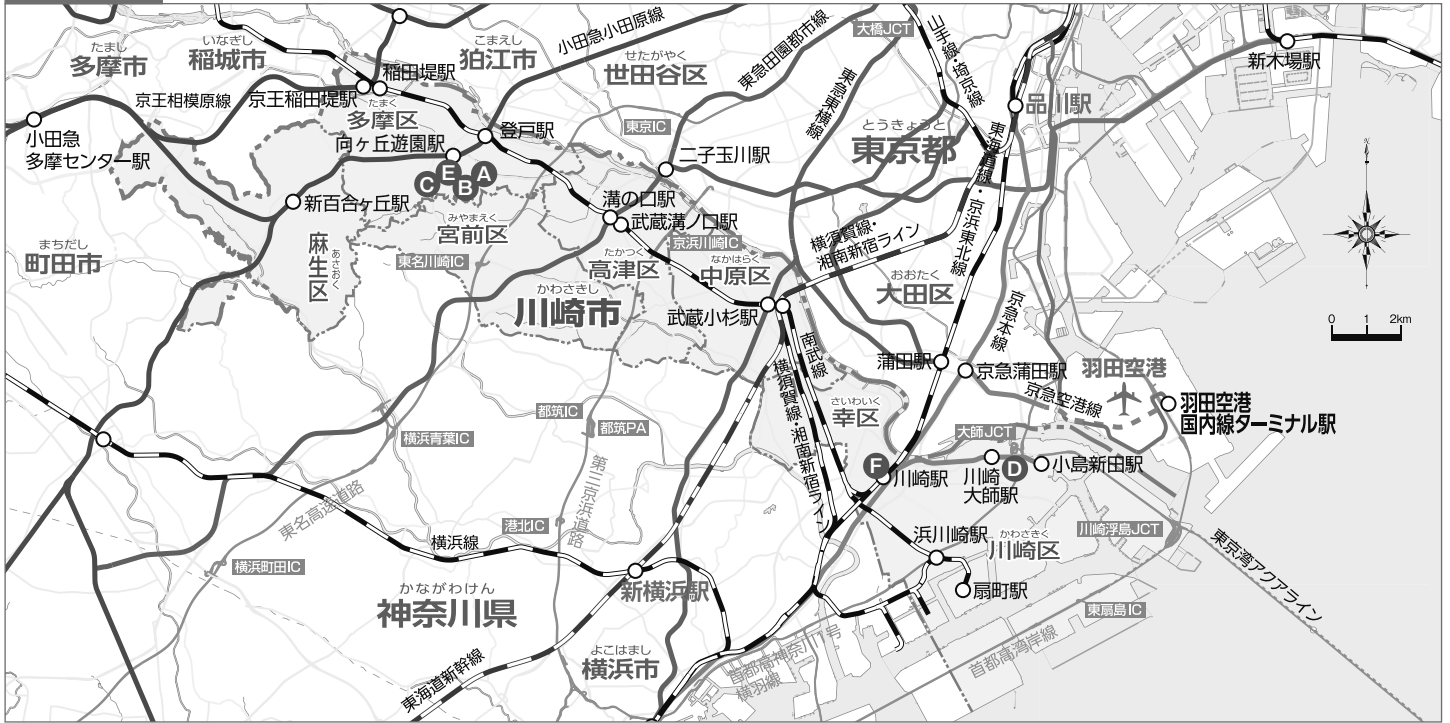 たまし
多摩市
いなぎし
稲城市
稲田堤駅
こまえし
狛江市
小田急小田原線
せたがやく
世田谷区
東急田園都市線
大橋JCT
山手線・埼京線
新木場駅
京王相模原線
京王稲田堤駅
たまく
多摩区
小田急
多摩センター駅
向ヶ丘遊園駅
登戸駅
東京IC
東急東横線
とうきょうと
東京都
品川駅
東海道線・京浜東北線
二子玉川駅
C
E
B
A
新百合ヶ丘駅
みやまえく
宮前区
溝の口駅
武蔵溝ノ口駅
京浜川崎IC
まちだし
町田市
あさおく
麻生区
東名川崎IC
たかつく
高津区
なかはらく
中原区
横須賀線・
湘南新宿ライン
おおたく
大田区
かわさきし
川崎市
武蔵小杉駅
京急本線
0 1 2km
南武線
横須賀線・湘南新宿ライン
蒲田駅
京急蒲田駅
京急空港線
羽田空港
羽田空港
国内線ターミナル駅
さいわいく
幸区
都筑IC
都筑PA
横浜青葉IC
大師JCT
F
川崎駅
川崎
大師駅
D
小島新田駅
第三京浜道路
東名高速道路
港北IC
横浜線
横浜町田IC
浜川崎駅
かわさきく
川崎区
川崎浮島JCT
東京湾アクアライン
かながわけん
神奈川県
新横浜駅
扇町駅
東扇島IC
よこはまし
横浜市
東海道新幹線
首都高神奈川1号
横羽線
首都高湾岸線